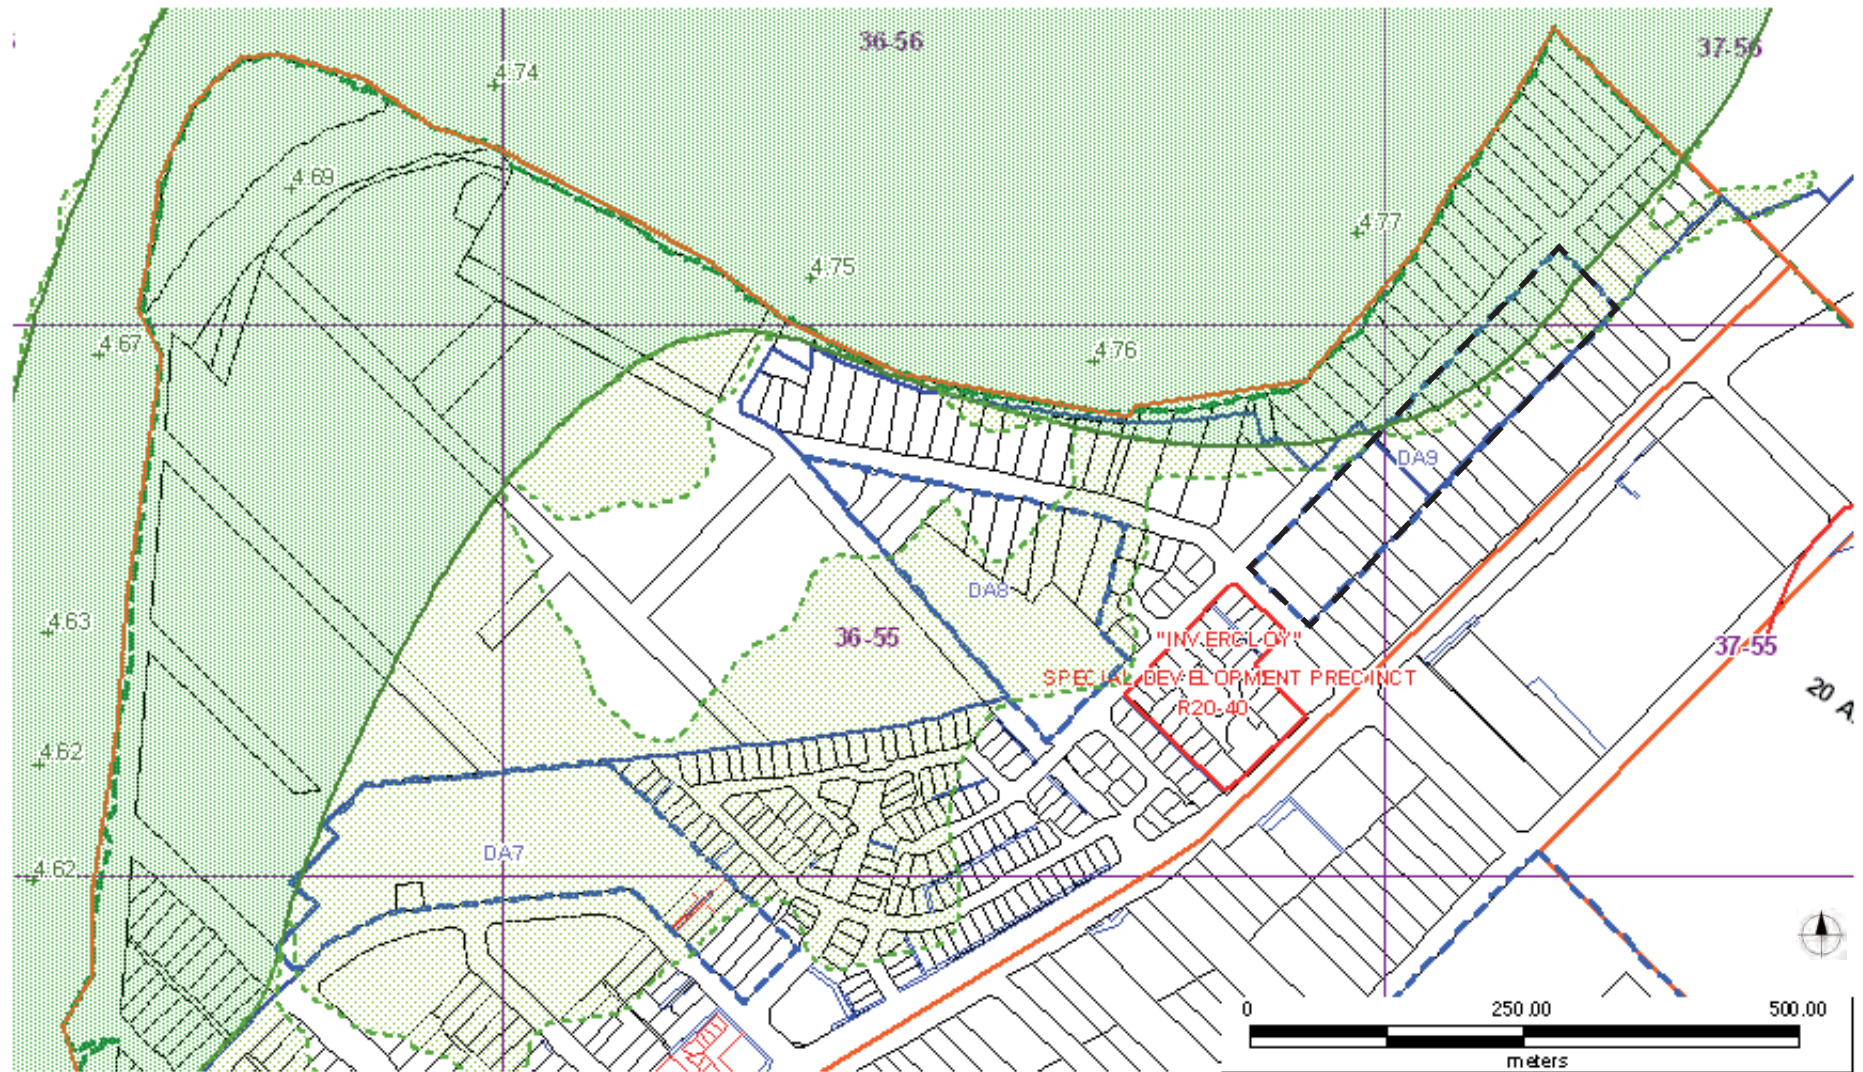 36-56
37-56
4.74
4.69
4.77
4.75
4.67
4.76
DA9
DA8
4.63
36-55
"INVERGLOY"
37-55
SPECIAL DEVELOPMENT PRECINCT
R20-40
20 A
4.62
DA7
4.62
0 250.00 500.00
meters